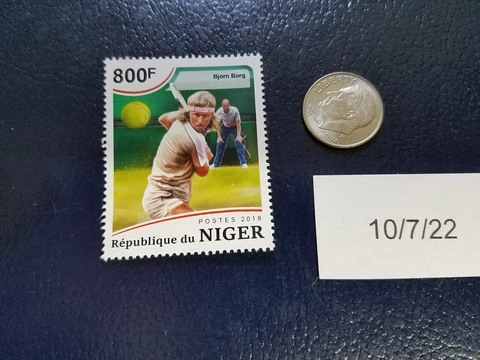 800F
Bjorn Borg
POSTES 2018
République du NIGER
LIBERTY
10/7/22